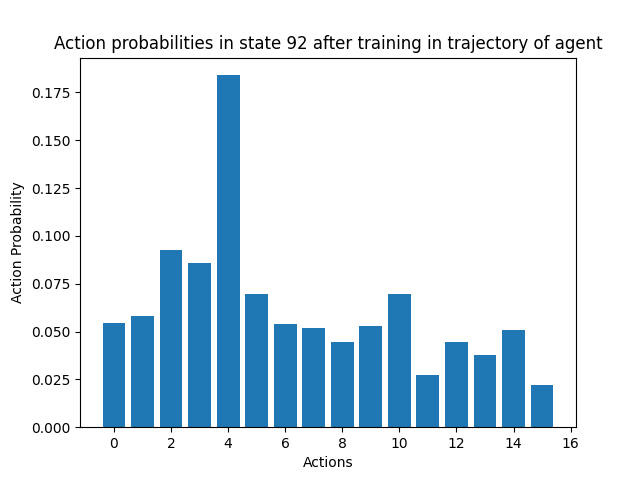 Action probabilities in state 92 after training in trajectory of agent
Action Probability
0.175
0.150
0.125
0.100
0.075
0.050
0.025
0.000
0 2 4 6 8 10 12 14 16
Actions